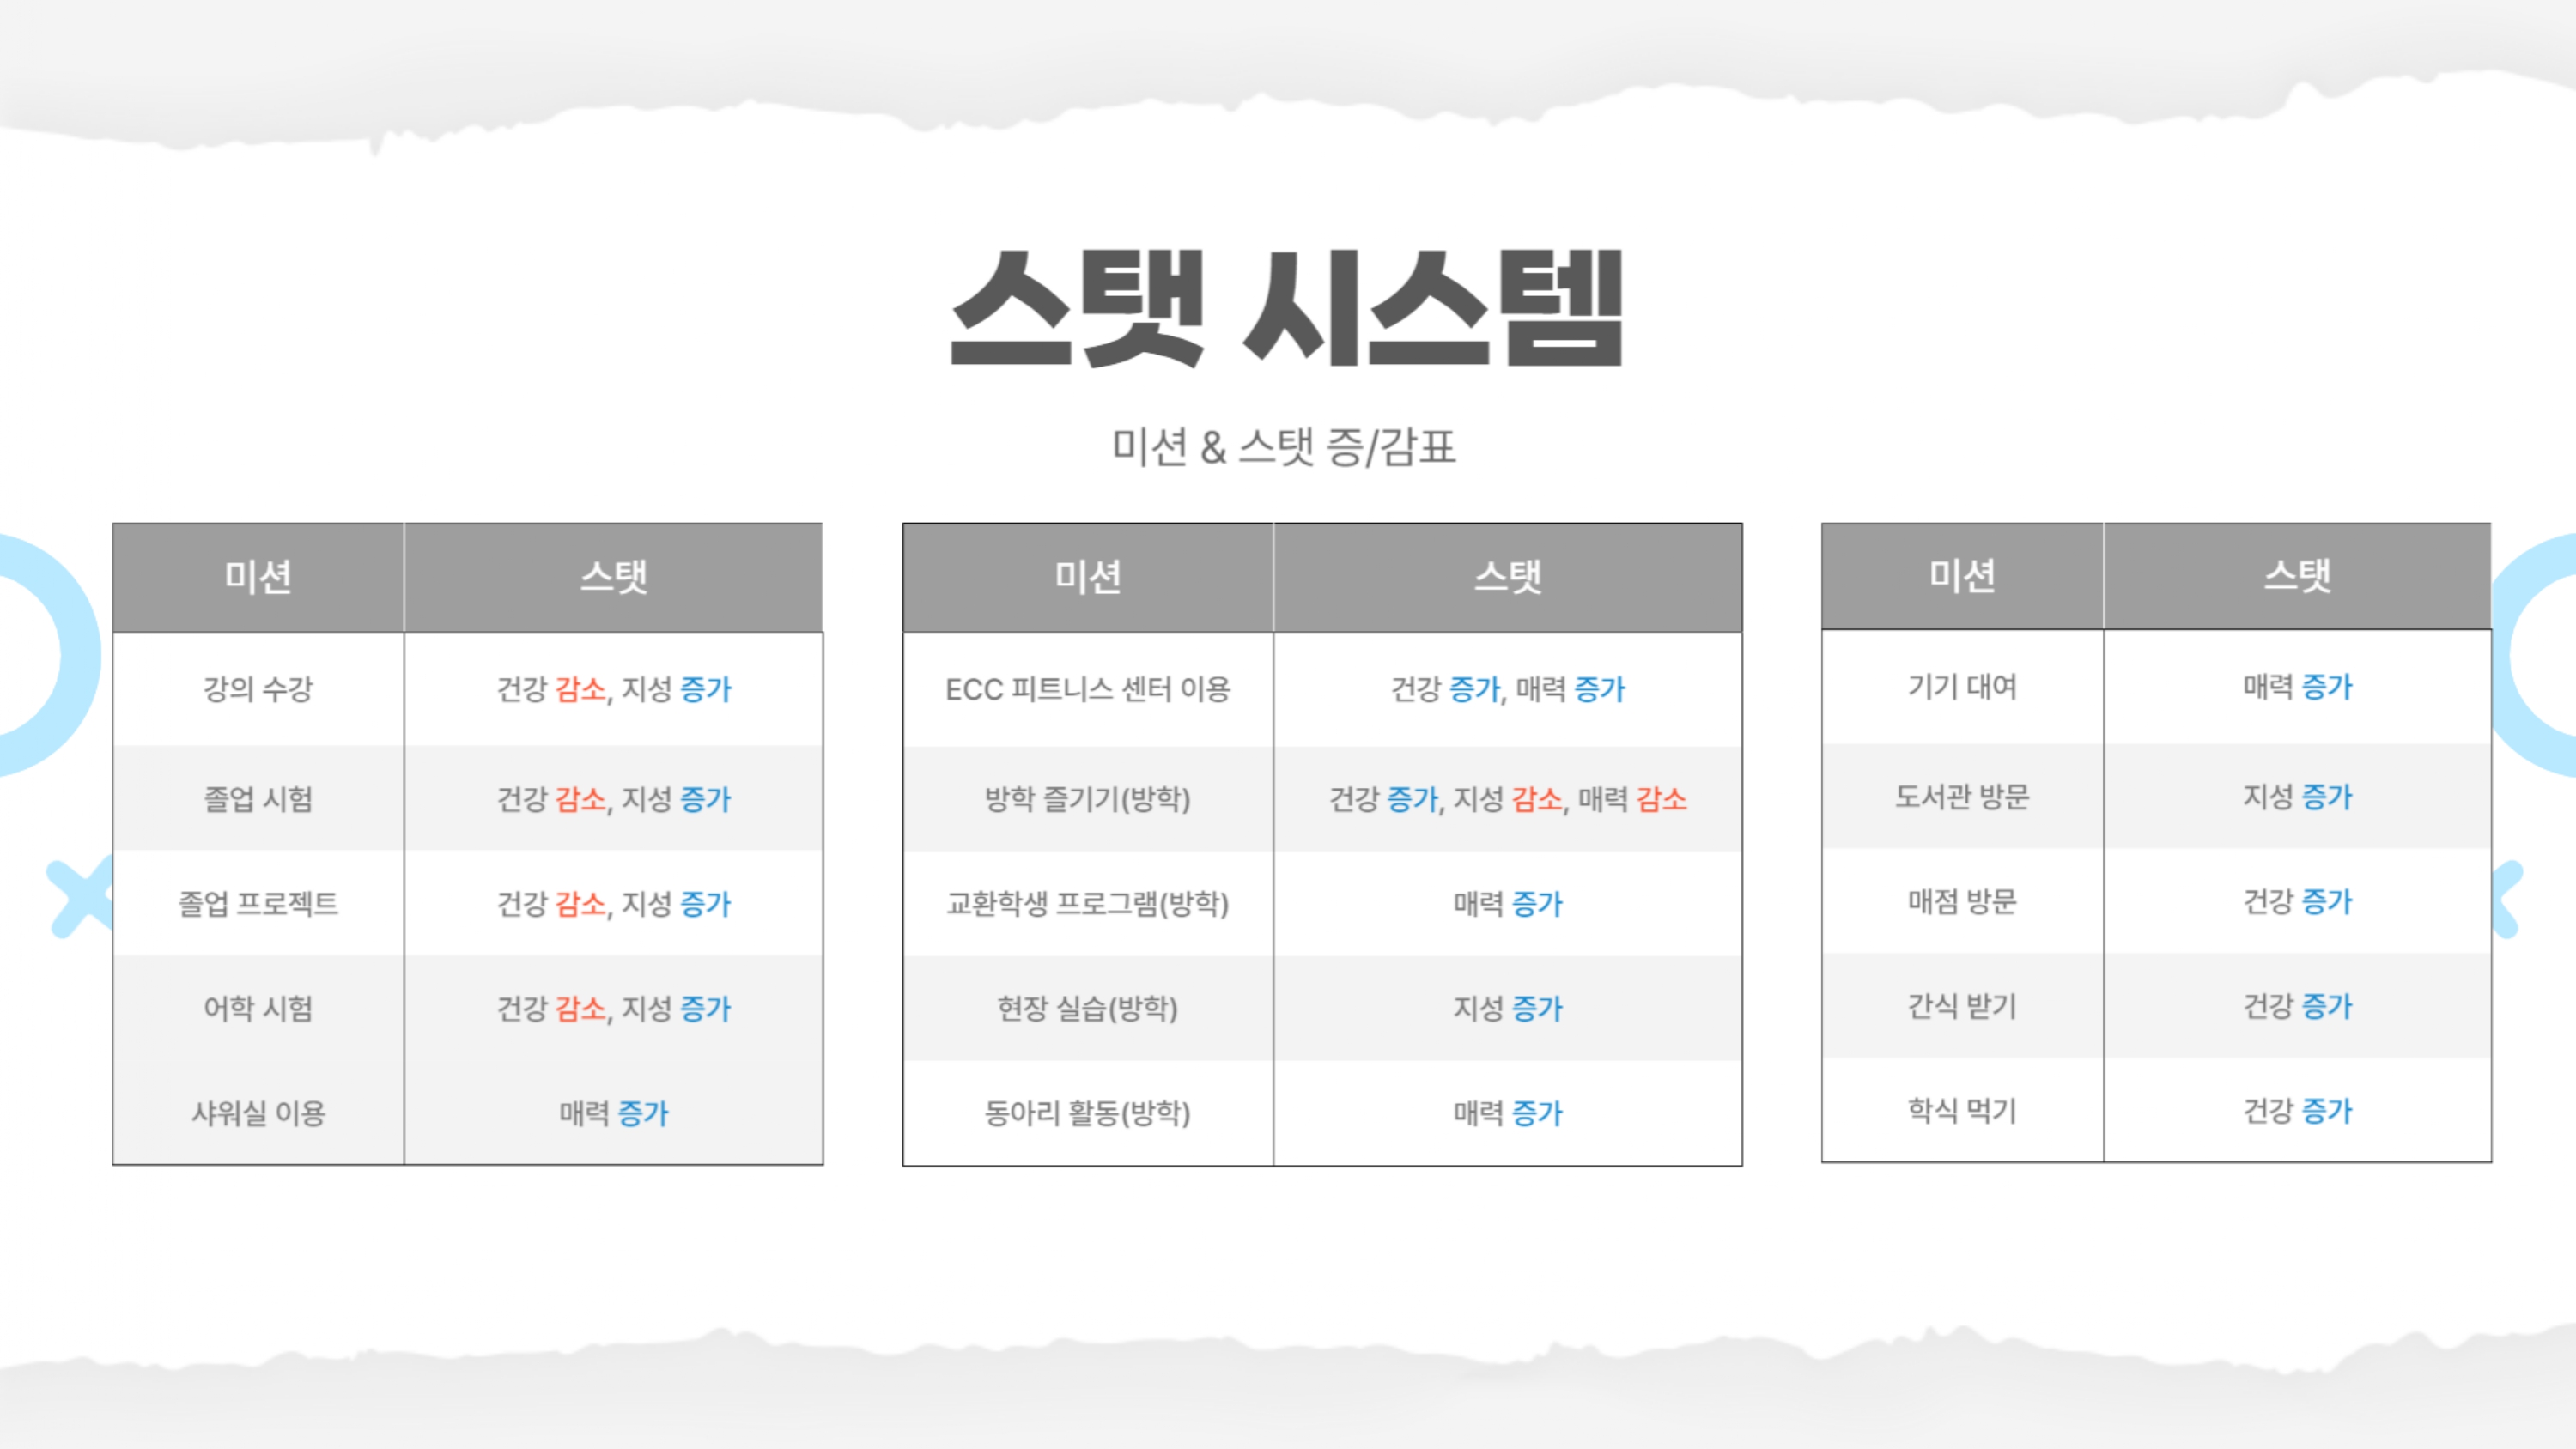 스탯 시스템
미션 & 스탯 증/감표
미션 스탯
강의 수강 건강 감소, 지성 증가
졸업 시험 건강 감소, 지성 증가
졸업 프로젝트 건강 감소, 지성 증가
어학 시험 건강 감소, 지성 증가
샤워실 이용 매력 증가
미션 스탯
ECC 피트니스 센터 이용 건강 증가, 매력 증가
방학 즐기기(방학) 건강 증가, 지성 감소, 매력 감소
교환학생 프로그램(방학) 매력 증가
현장 실습(방학) 지성 증가
동아리 활동(방학) 매력 증가
미션 스탯
기기 대여 매력 증가
도서관 방문 지성 증가
매점 방문 건강 증가
간식 받기 건강 증가
학식 먹기 건강 증가